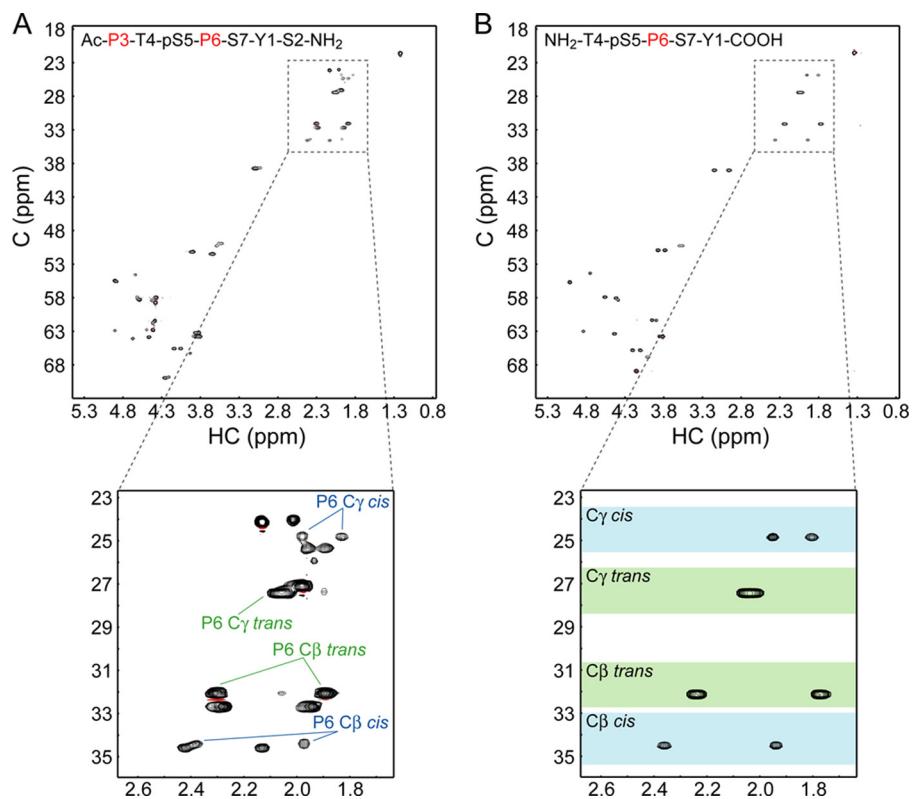 A
B
Ac-P3-T4-pS5-P6-S7-Y1-S2-NH2
NH2-T4-pS5-P6-S7-Y1-COOH
18
23
28
33
38
43
48
53
58
63
68
C (ppm)
5.3 4.8 4.3 3.8 3.3 2.8 2.3 1.8 1.3 0.8
HC (ppm)
18
23
28
33
38
43
48
53
58
63
68
C (ppm)
5.3 4.8 4.3 3.8 3.3 2.8 2.3 1.8 1.3 0.8
HC (ppm)
23
25
27
29
31
33
35
P6 Cγ cis
P6 Cγ trans
P6 Cβ trans
P6 Cβ cis
2.6 2.4 2.2 2.0 1.8
23
25
27
29
31
33
35
Cγ cis
Cγ trans
Cβ trans
Cβ cis
2.6 2.4 2.2 2.0 1.8